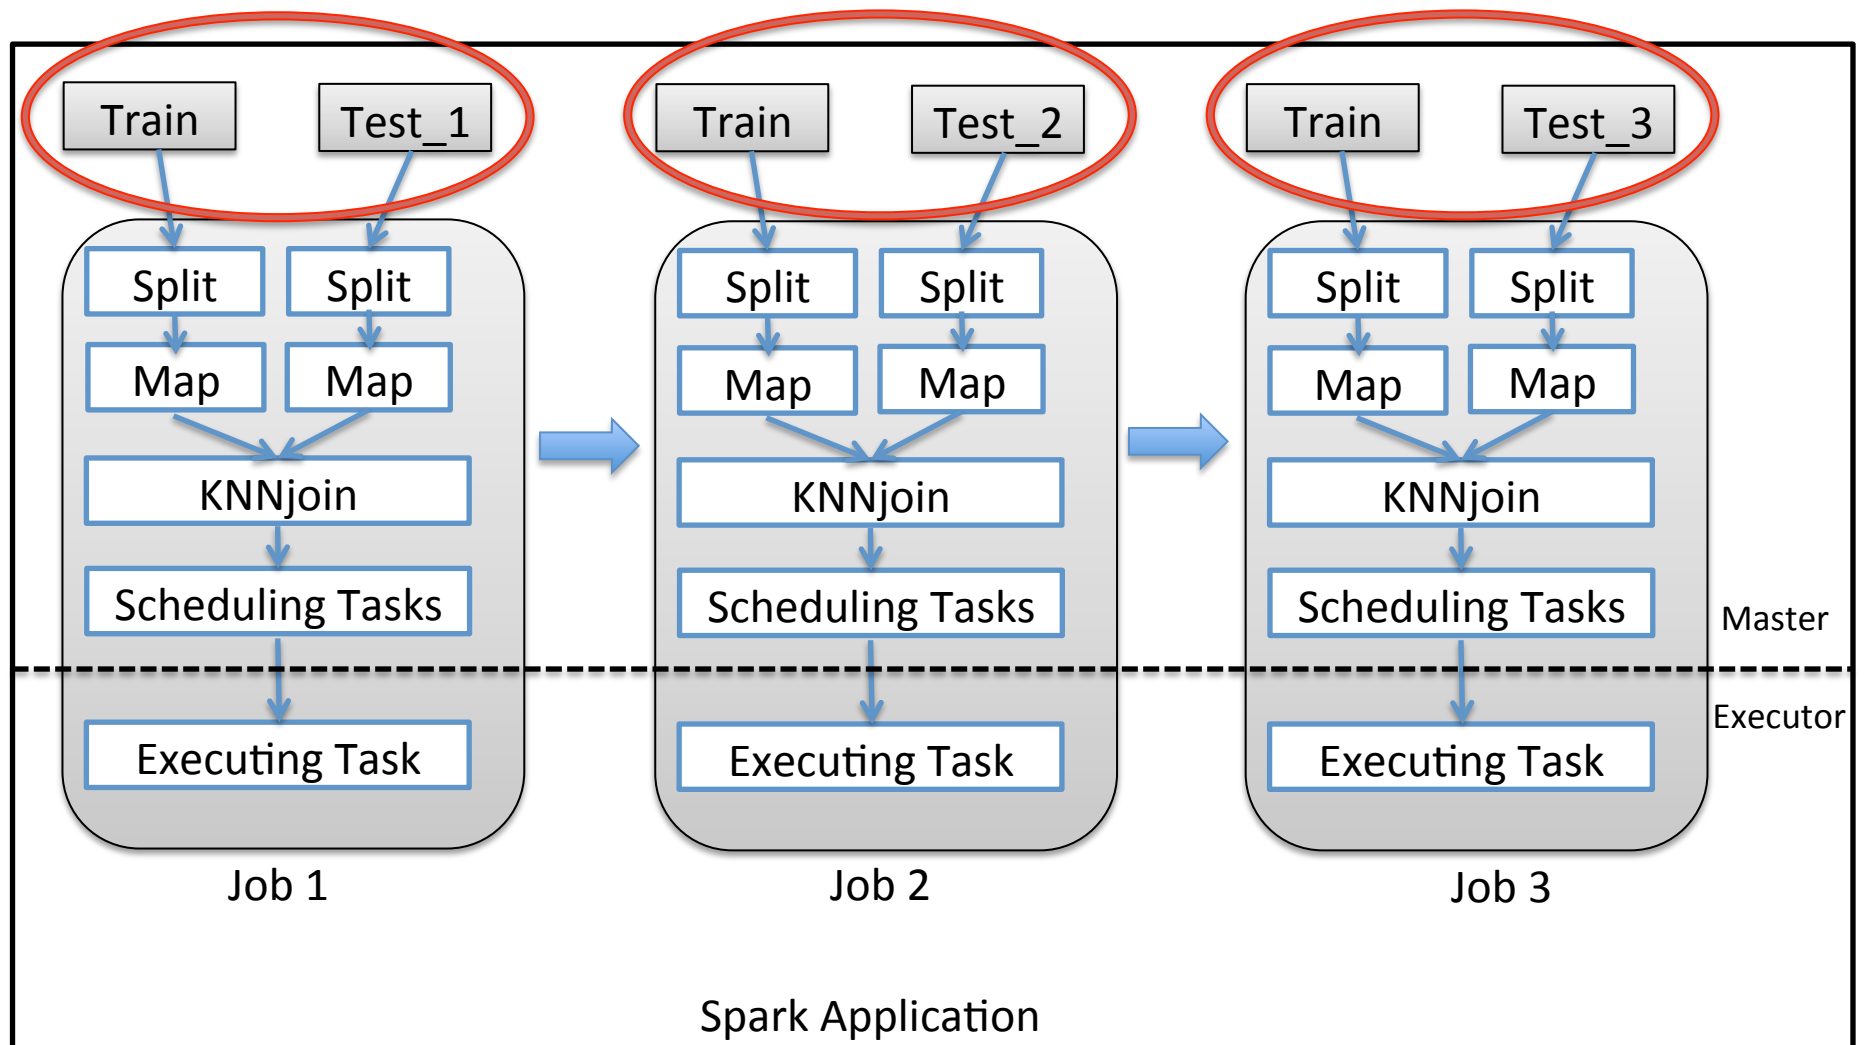 Train
Test_1
Train
Test_2
Train
Test_3
Split
Split
Split
Split
Split
Split
Map
Map
Map
Map
Map
Map
KNNjoin
KNNjoin
KNNjoin
Scheduling Tasks
Scheduling Tasks
Scheduling Tasks
Master
Executor
Executing Task
Executing Task
Executing Task
Job 1
Job 2
Job 3
Spark Application